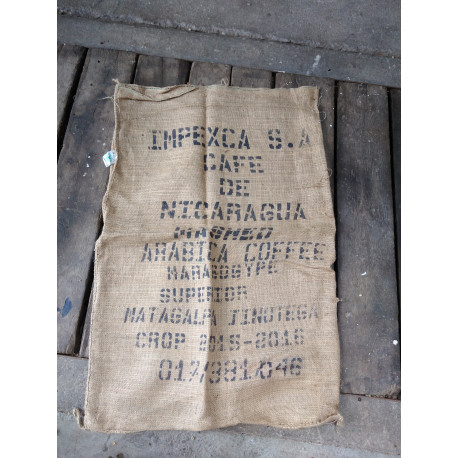 IMPEXCA S.A
CAFE
DE
NICARAGUA
WASHED
ARABICA COFFEE
MARAGOGYPE
SUPERIOR
MATAGALPA JINOTEGA
CROP 2015-2016
017/381/046